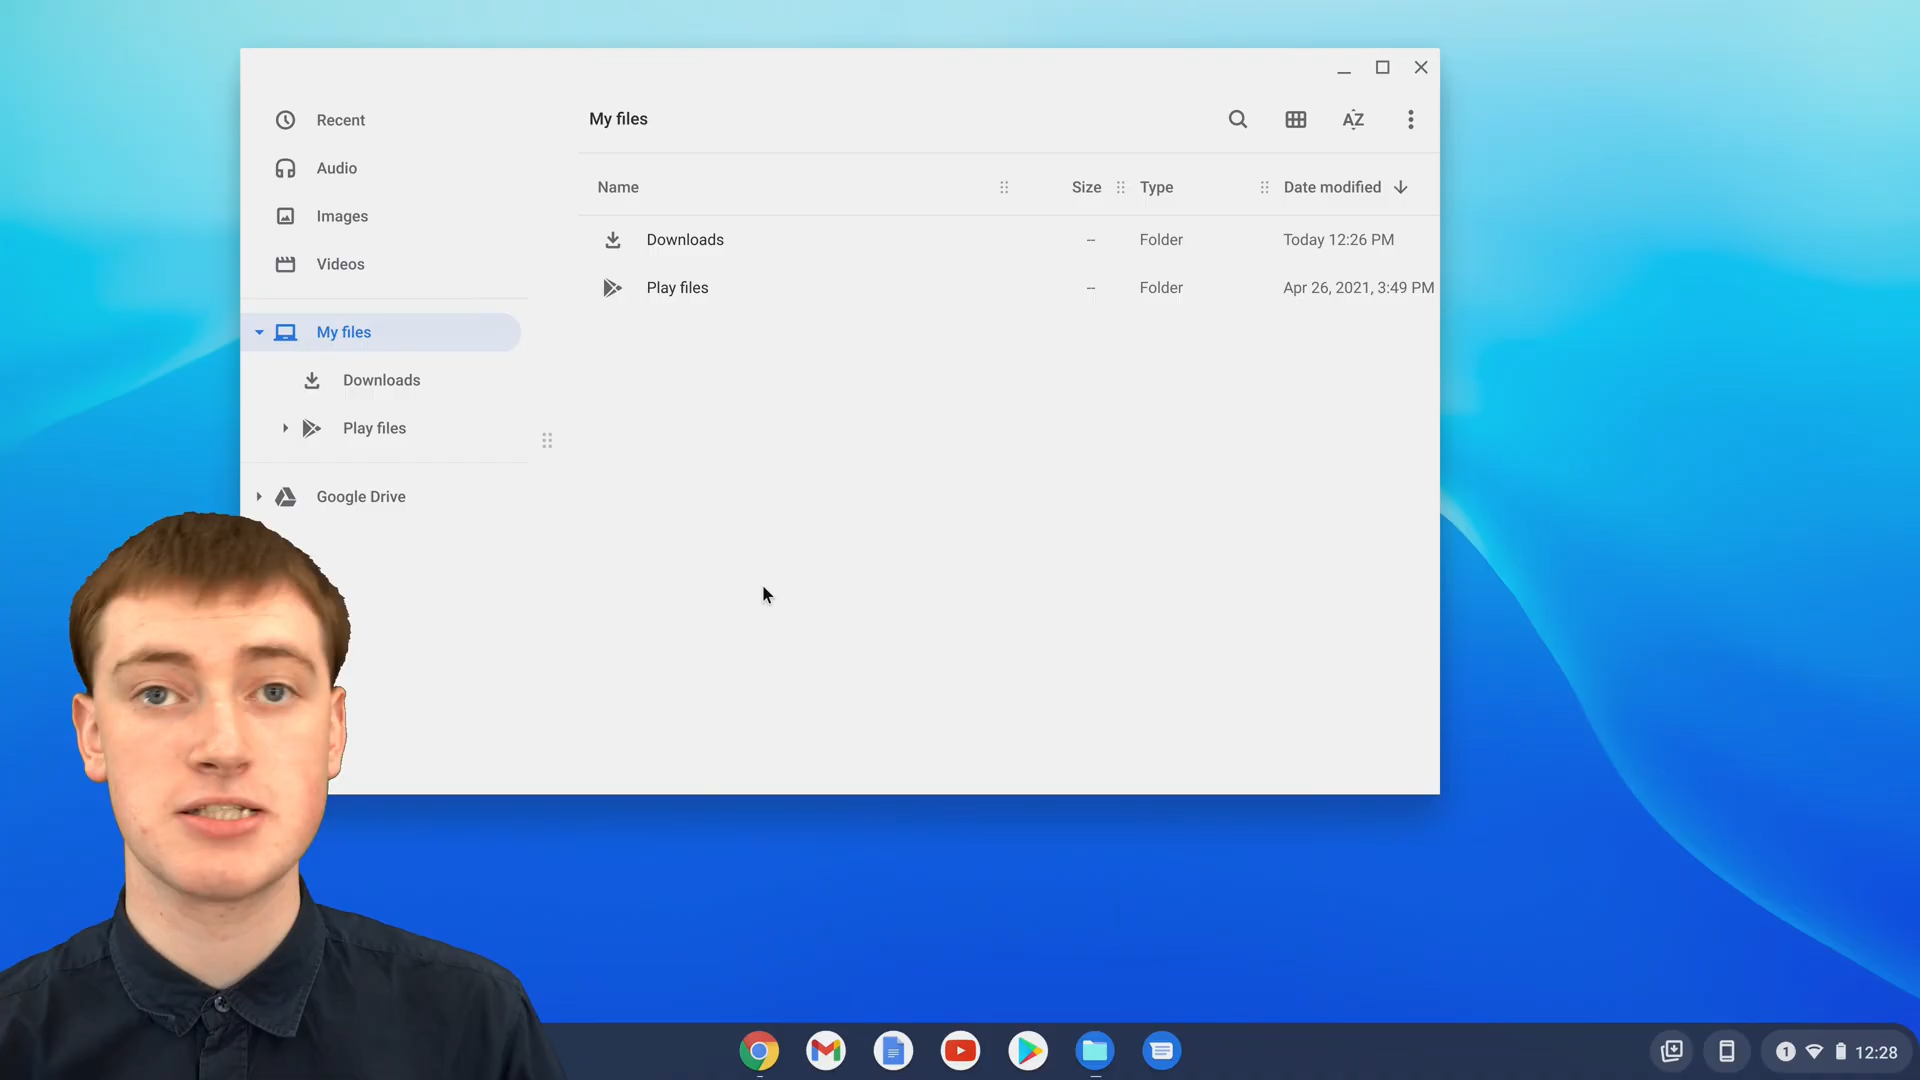 Recent
Audio
Images
Videos
My files
Downloads
Play files
Google Drive
My files
AZ
Name Size Type Date modified
Downloads -- Folder Today 12:26 PM
Play files -- Folder Apr 26, 2021, 3:49 PM
1 12:28